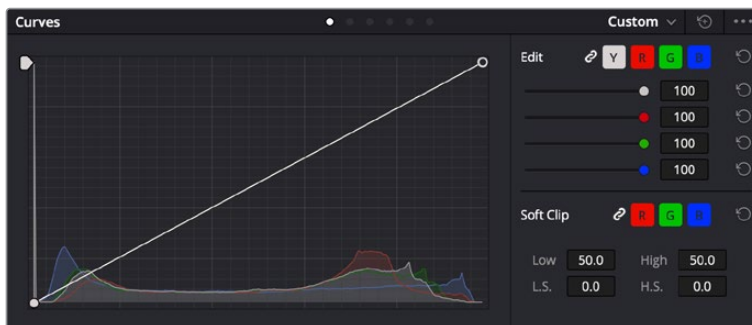 Curves Custom
Edit Y R G B
100
100
100
100
Soft Clip R G B
Low 50.0 High 50.0
L.S. 0.0 H.S. 0.0